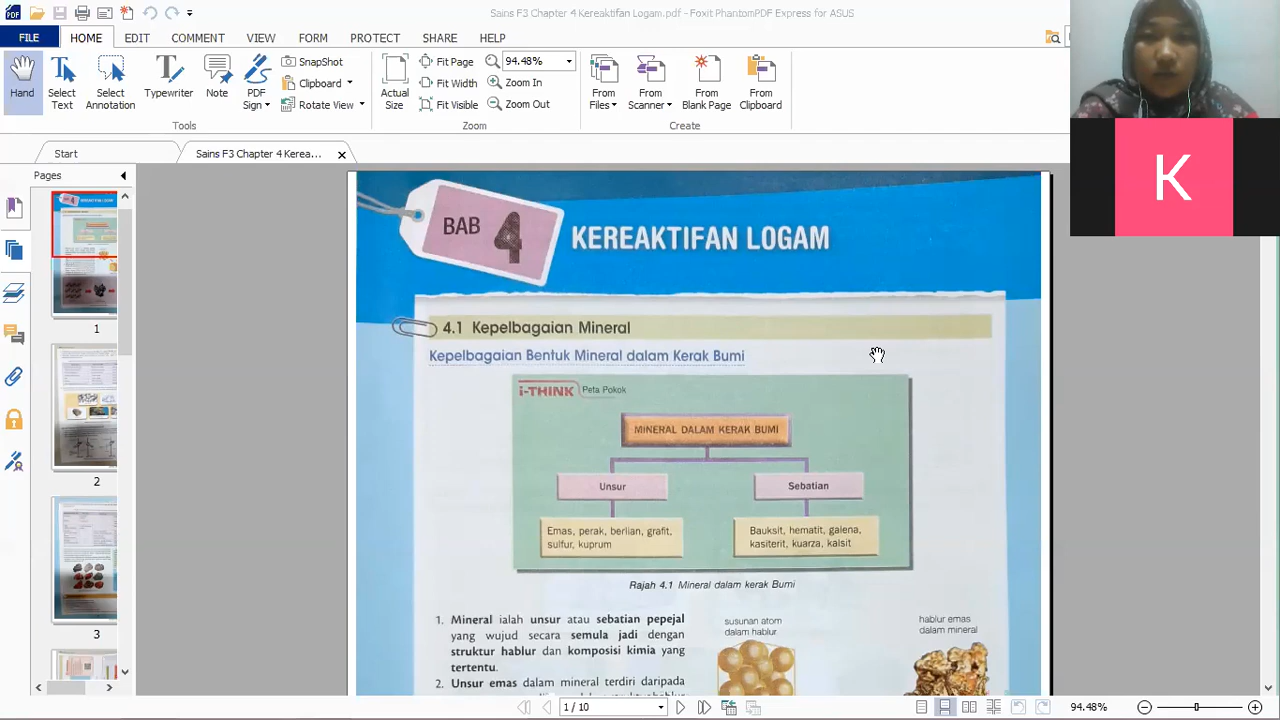 Sains F3 Chapter 4 Kereaktifan Logam.pdf - Foxit PhantomPDF Express for ASUS
FILE HOME EDIT COMMENT VIEW FORM PROTECT SHARE HELP
Hand
Select Text
Select Annotation
Typewriter
Note
PDF Sign
SnapShot
Clipboard
Rotate View
Tools
Actual Size
Fit Page
Fit Width
Fit Visible
94.48%
Zoom In
Zoom Out
Zoom
From Files
From Scanner
From Blank Page
From Clipboard
Create
K
Start
Sains F3 Chapter 4 Kerea...
Pages
1
2
3
BAB 4
KEREAKTIFAN LOGAM
4.1 Kepelbagaian Mineral
Kepelbagaian Bentuk Mineral dalam Kerak Bumi
i-THINK Peta Pokok
MINERAL DALAM KERAK BUMI
Unsur
Sebatian
Emas, perak, berlian, grafit,
sulfur, kuprum
Bauksit, hematit, galena,
kasiterit, kuarza, kalsit
Rajah 4.1 Mineral dalam kerak Bumi
1. Mineral ialah unsur atau sebatian pepejal
yang wujud secara semula jadi dengan
struktur hablur dan komposisi kimia yang
tertentu.
2. Unsur emas dalam mineral terdiri daripada
susunan atom
dalam hablur
hablur emas
dalam mineral
1 / 10
94.48%